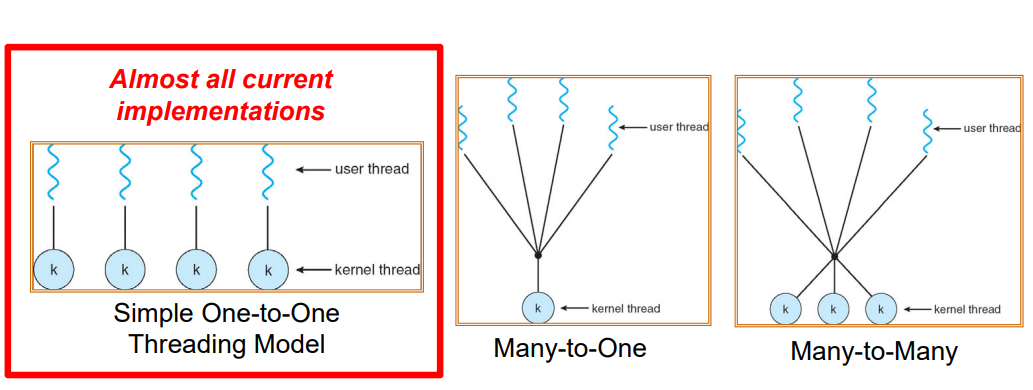 Almost all current
implementations
user thread
k
k
k
k
kernel thread
Simple One-to-One
Threading Model
user thread
k
kernel thread
Many-to-One
user thread
k
k
k
kernel thread
Many-to-Many